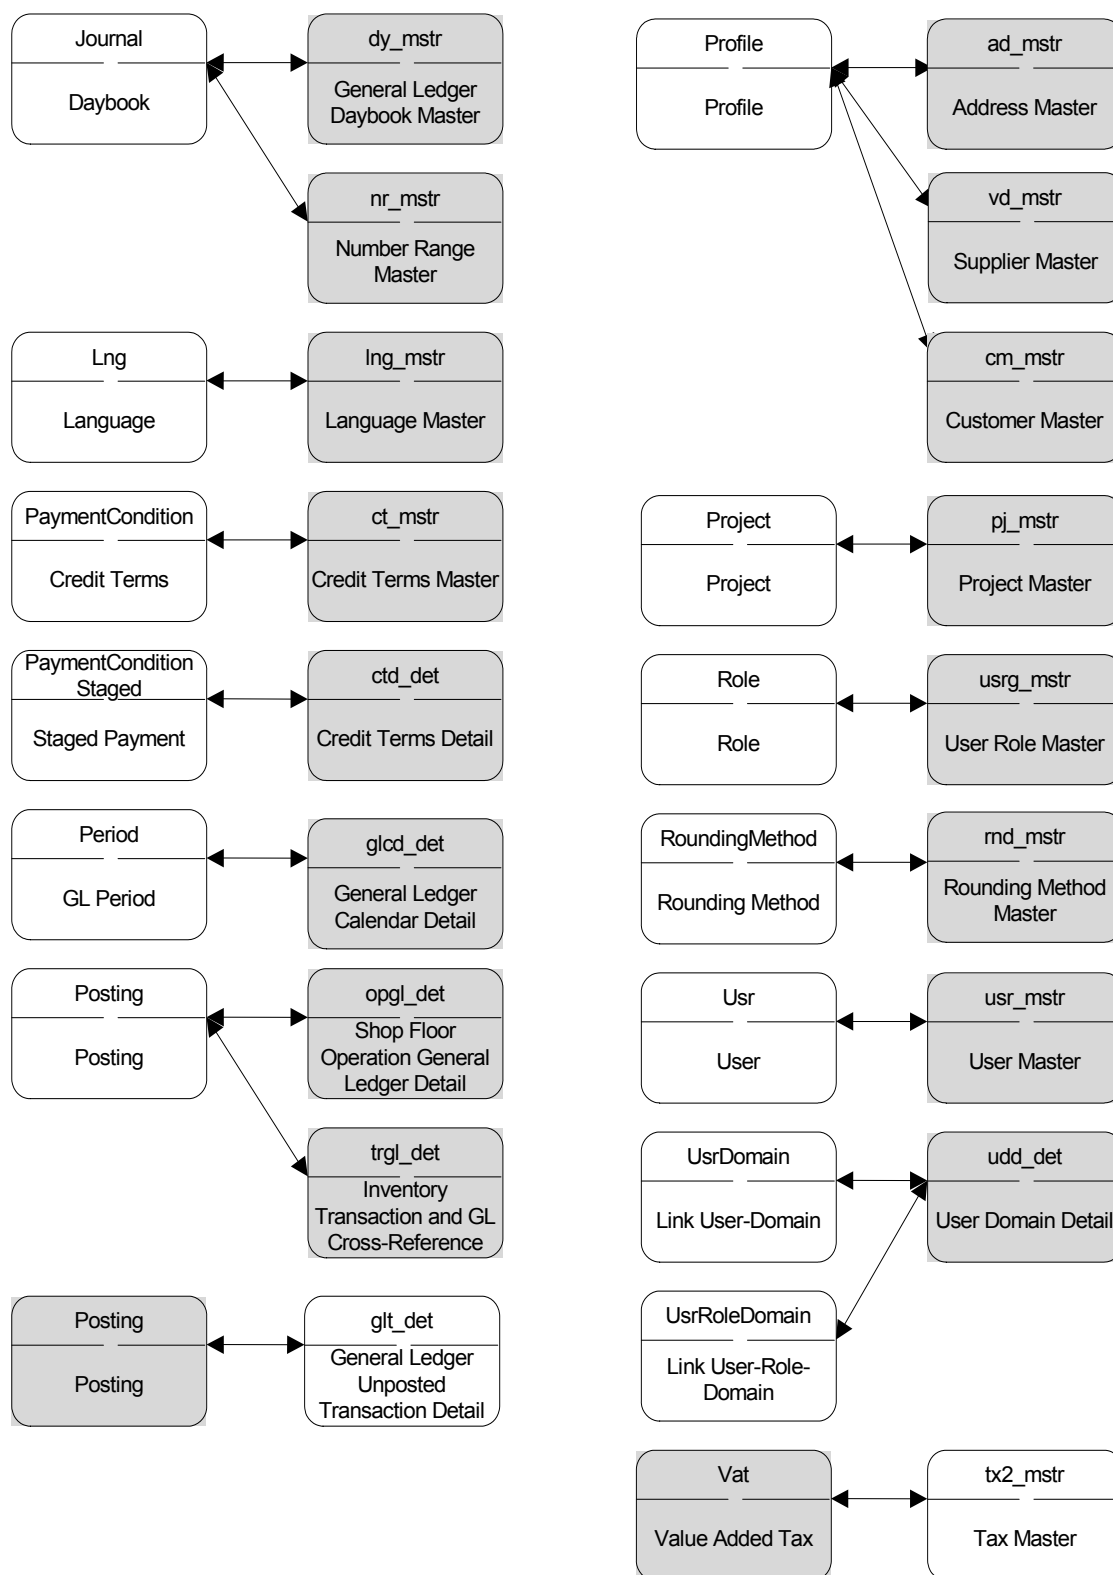 Journal
Daybook
dy_mstr
General Ledger
Daybook Master
nr_mstr
Number Range
Master
Lng
Language
lng_mstr
Language Master
PaymentCondition
Credit Terms
ct_mstr
Credit Terms Master
PaymentCondition
Staged
Staged Payment
ctd_det
Credit Terms Detail
Period
GL Period
glcd_det
General Ledger
Calendar Detail
Posting
Posting
opgl_det
Shop Floor
Operation General
Ledger Detail
trgl_det
Inventory
Transaction and GL
Cross-Reference
Posting
Posting
glt_det
General Ledger
Unposted
Transaction Detail
Profile
Profile
ad_mstr
Address Master
vd_mstr
Supplier Master
cm_mstr
Customer Master
Project
Project
pj_mstr
Project Master
Role
Role
usrg_mstr
User Role Master
RoundingMethod
Rounding Method
rnd_mstr
Rounding Method
Master
Usr
User
usr_mstr
User Master
UsrDomain
Link User-Domain
udd_det
User Domain Detail
UsrRoleDomain
Link User-Role-
Domain
Vat
Value Added Tax
tx2_mstr
Tax Master